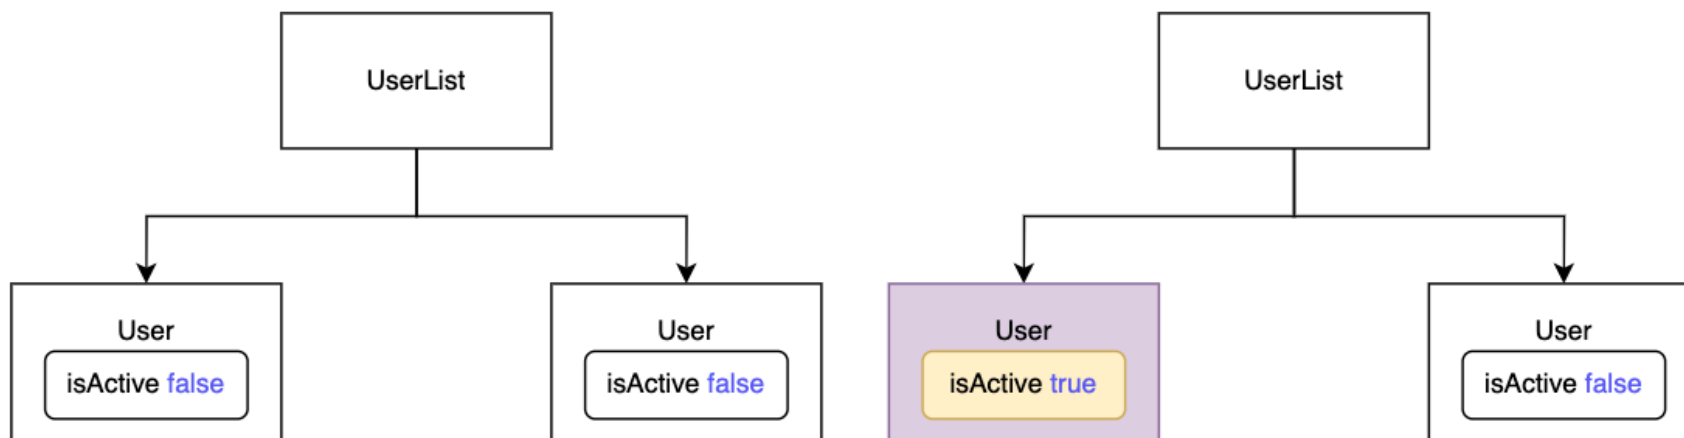 UserList
User
isActive false
User
isActive false
UserList
User
isActive true
User
isActive false